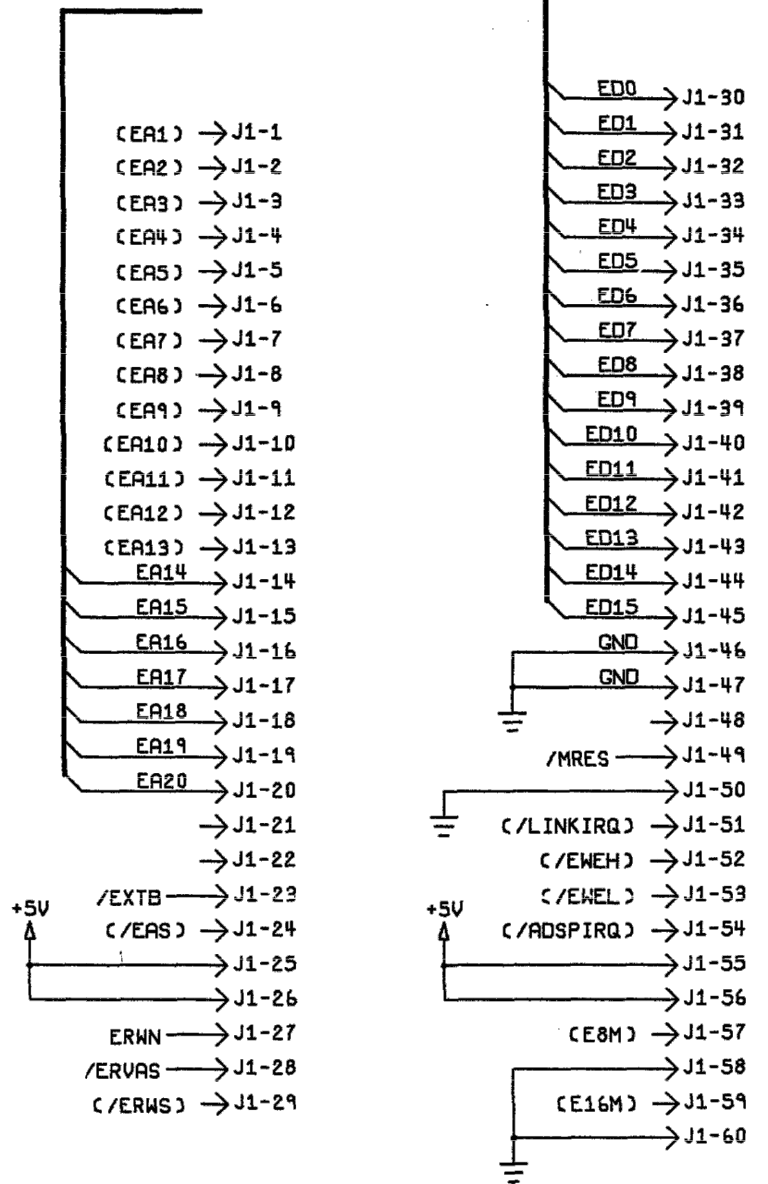 (EA1) J1-1
(EA2) J1-2
(EA3) J1-3
(EA4) J1-4
(EA5) J1-5
(EA6) J1-6
(EA7) J1-7
(EA8) J1-8
(EA9) J1-9
(EA10) J1-10
(EA11) J1-11
(EA12) J1-12
(EA13) J1-13
EA14 J1-14
EA15 J1-15
EA16 J1-16
EA17 J1-17
EA18 J1-18
EA19 J1-19
EA20 J1-20
J1-21
J1-22
/EXTB J1-23
+5V
(/EAS) J1-24
J1-25
J1-26
ERWN J1-27
/ERVAS J1-28
(/ERWS) J1-29
ED0 J1-30
ED1 J1-31
ED2 J1-32
ED3 J1-33
ED4 J1-34
ED5 J1-35
ED6 J1-36
ED7 J1-37
ED8 J1-38
ED9 J1-39
ED10 J1-40
ED11 J1-41
ED12 J1-42
ED13 J1-43
ED14 J1-44
ED15 J1-45
GND J1-46
GND J1-47
J1-48
/MRES J1-49
J1-50
(/LINKIRQ) J1-51
(/EWEH) J1-52
(/EWEL) J1-53
+5V
(/ADSPIRQ) J1-54
J1-55
J1-56
(E8M) J1-57
J1-58
(E16M) J1-59
J1-60